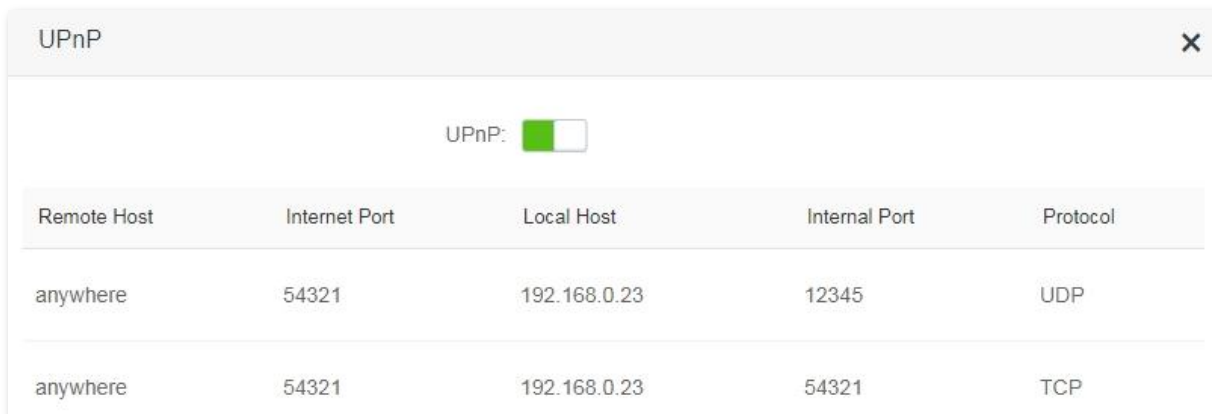 UPnP
UPnP:
Remote Host Internet Port Local Host Internal Port Protocol
anywhere 54321 192.168.0.23 12345 UDP
anywhere 54321 192.168.0.23 54321 TCP